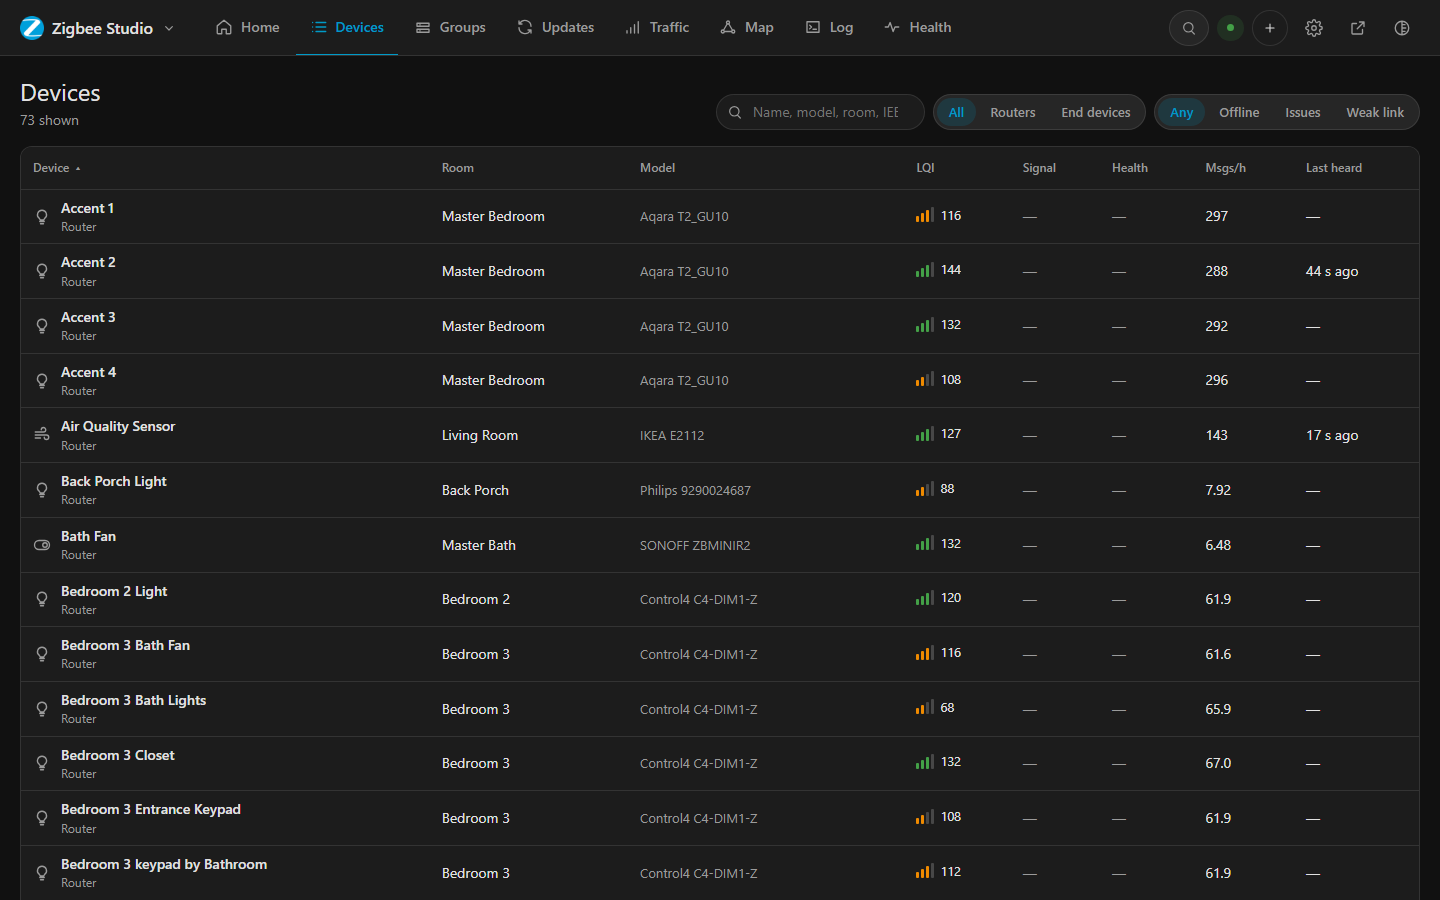 Zigbee Studio Home Devices Groups Updates Traffic Map Log Health
Devices
73 shown
Name, model, room, IEE All Routers End devices Any Offline Issues Weak link
Device Room Model LQI Signal Health Msgs/h Last heard
Accent 1 Master Bedroom Aqara T2_GU10 116 — — 297 —
Router
Accent 2 Master Bedroom Aqara T2_GU10 144 — — 288 44 s ago
Router
Accent 3 Master Bedroom Aqara T2_GU10 132 — — 292 —
Router
Accent 4 Master Bedroom Aqara T2_GU10 108 — — 296 —
Router
Air Quality Sensor Living Room IKEA E2112 127 — — 143 17 s ago
Router
Back Porch Light Back Porch Philips 9290024687 88 — — 7.92 —
Router
Bath Fan Master Bath SONOFF ZBMINIR2 132 — — 6.48 —
Router
Bedroom 2 Light Bedroom 2 Control4 C4-DIM1-Z 120 — — 61.9 —
Router
Bedroom 3 Bath Fan Bedroom 3 Control4 C4-DIM1-Z 116 — — 61.6 —
Router
Bedroom 3 Bath Lights Bedroom 3 Control4 C4-DIM1-Z 68 — — 65.9 —
Router
Bedroom 3 Closet Bedroom 3 Control4 C4-DIM1-Z 132 — — 67.0 —
Router
Bedroom 3 Entrance Keypad Bedroom 3 Control4 C4-DIM1-Z 108 — — 61.9 —
Router
Bedroom 3 keypad by Bathroom Bedroom 3 Control4 C4-DIM1-Z 112 — — 61.9 —
Router